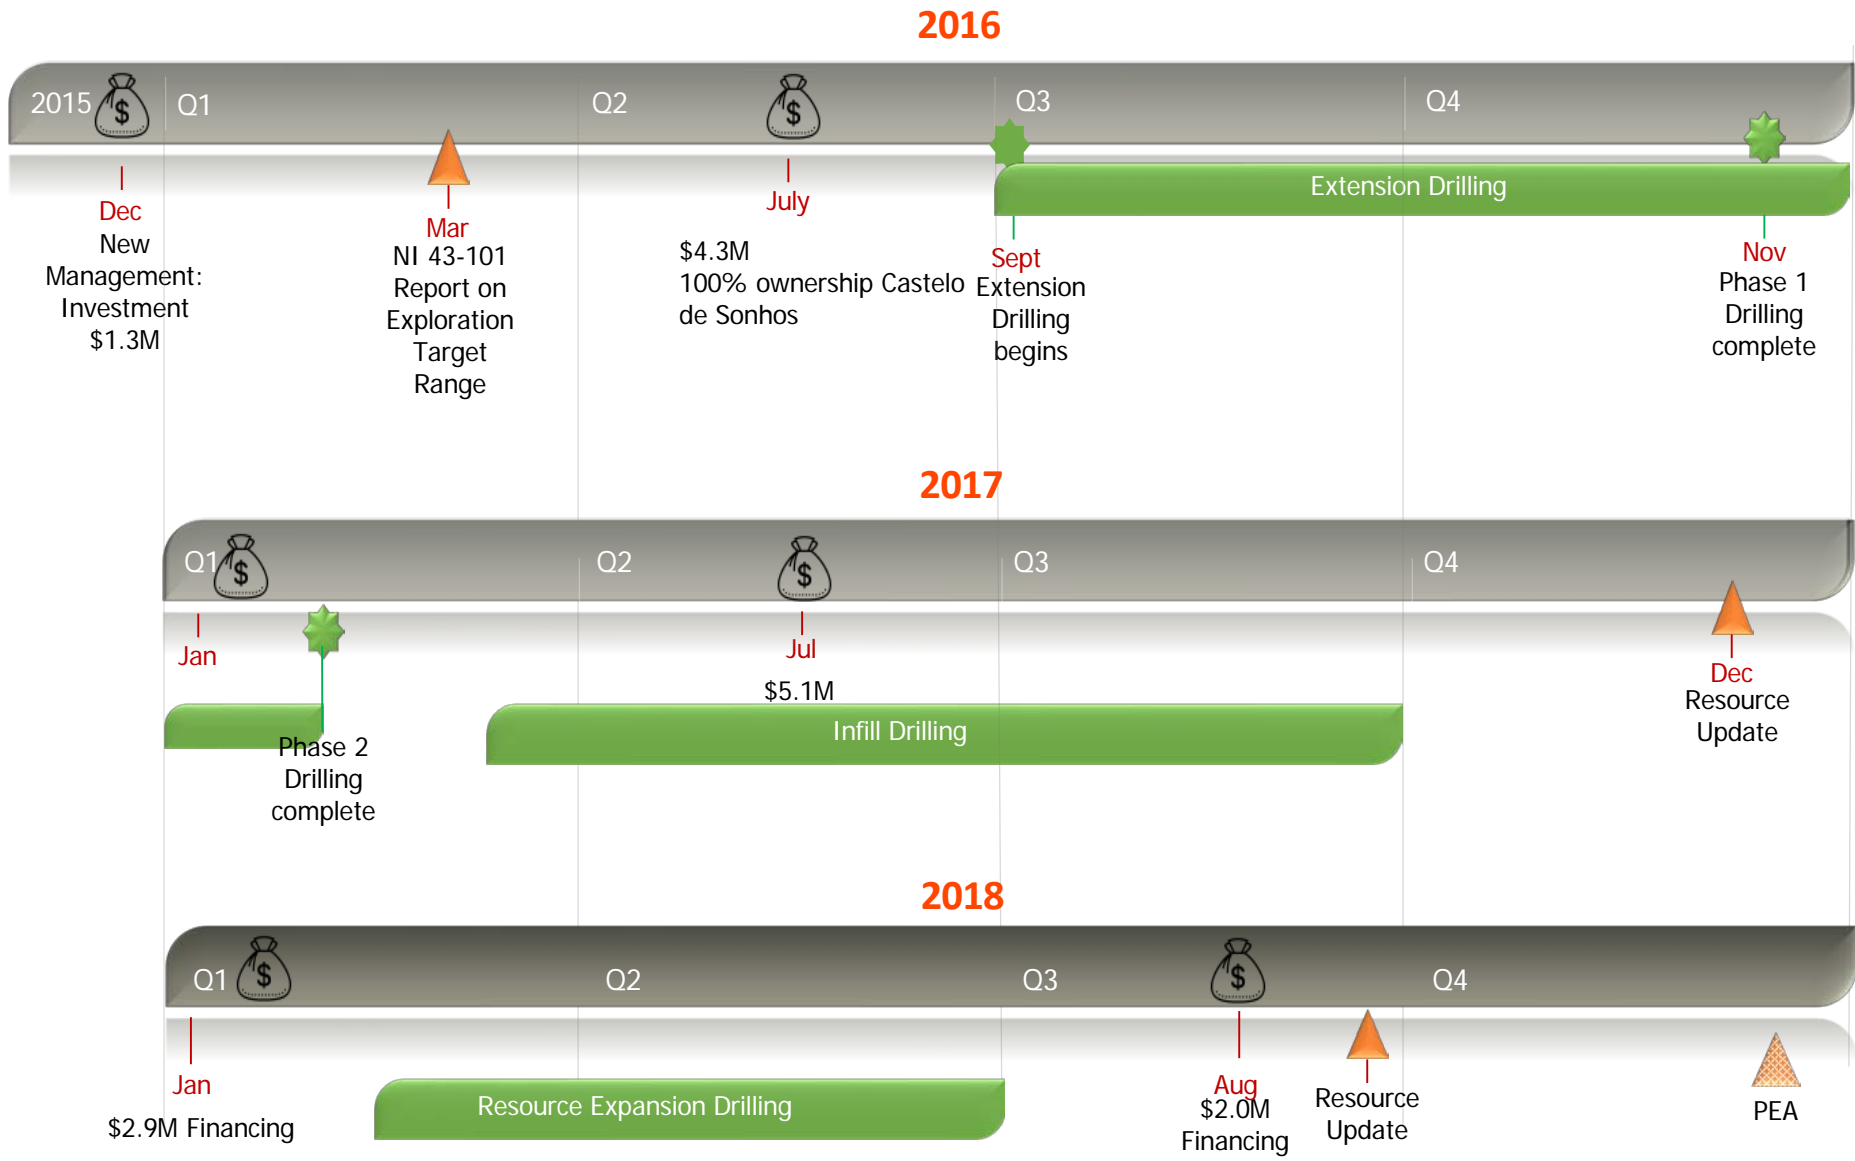 2016
2015 $ Q1 Q2 $ Q3 Q4
Extension Drilling
Dec
New
Management:
Investment
$1.3M
Mar
NI 43-101
Report on
Exploration
Target
Range
July
$4.3M
100% ownership Castelo
de Sonhos
Sept
Extension
Drilling
begins
Nov
Phase 1
Drilling
complete
2017
Q1 $ Q2 $ Q3 Q4
Jan
Phase 2
Drilling
complete
Jul
$5.1M
Infill Drilling
Dec
Resource
Update
2018
Q1 $ Q2 Q3 $ Q4
Jan
$2.9M Financing
Resource Expansion Drilling
Aug
$2.0M
Financing
Resource
Update
PEA